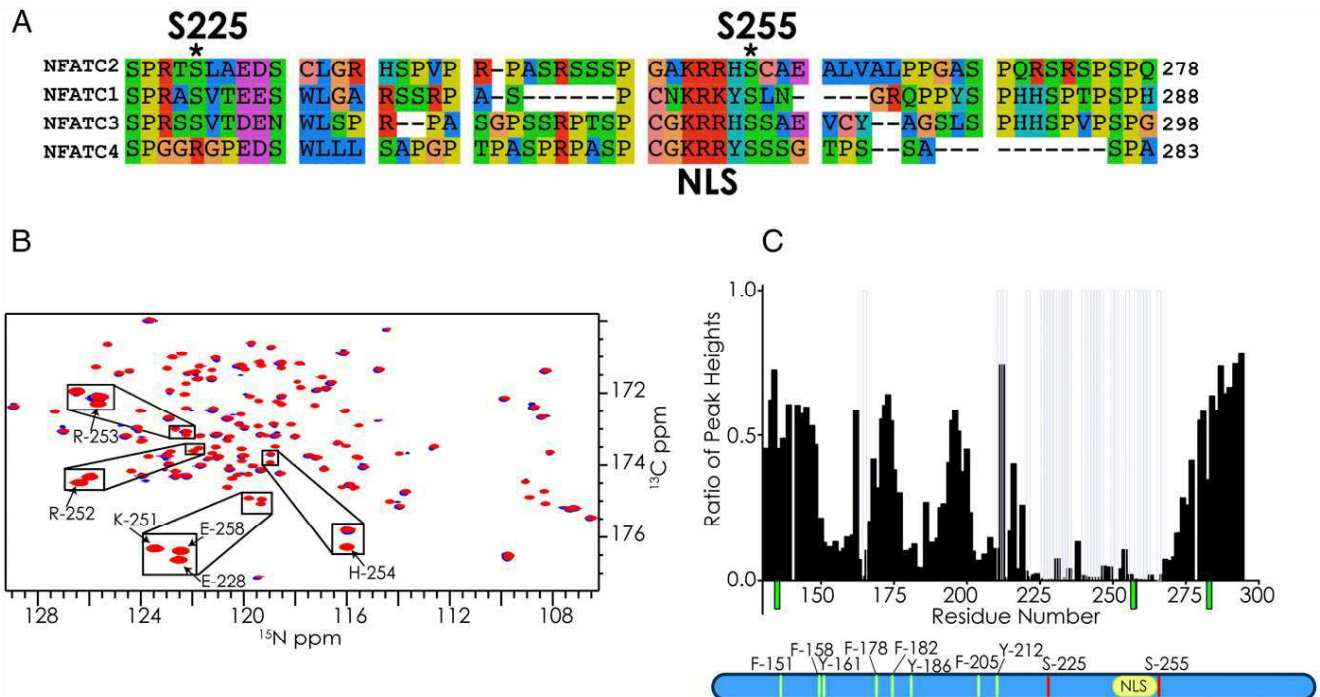 A
S225 S255
* *
NFATC2 SPRTSLAEDS CLGR HSPVP R-PASRSSSP GAKRRHSCAE ALVALPPGAS PQRSRSPSPQ 278
NFATC1 SPRASVTEES WLGAR SSRP A-S-------P CNKRKYSLN- ---GRQPPYS PHHSPTPSPH 288
NFATC3 SPRSSVTDEN WLSP R--PA SGPSSRPTSP CGKRRHSSAE VCY--AGSLS PHHSPVPSPG 298
NFATC4 SPGGRGPEDS WLLL SAPGP TPASPRPASP CGKRRYSSSG TPS--SA--- -------SPA 283
NLS
B
R-253
R-252
K-251
E-258
E-228
H-254
172
174
176
13C ppm
128 124 120 116 112 108
15N ppm
C
1.0
0.5
0.0
Ratio of Peak Heights
150 175 200 225 250 275 300
Residue Number
F-151 F-158 Y-161 F-178 F-182 Y-186 F-205 Y-212 S-225 S-255
NLS